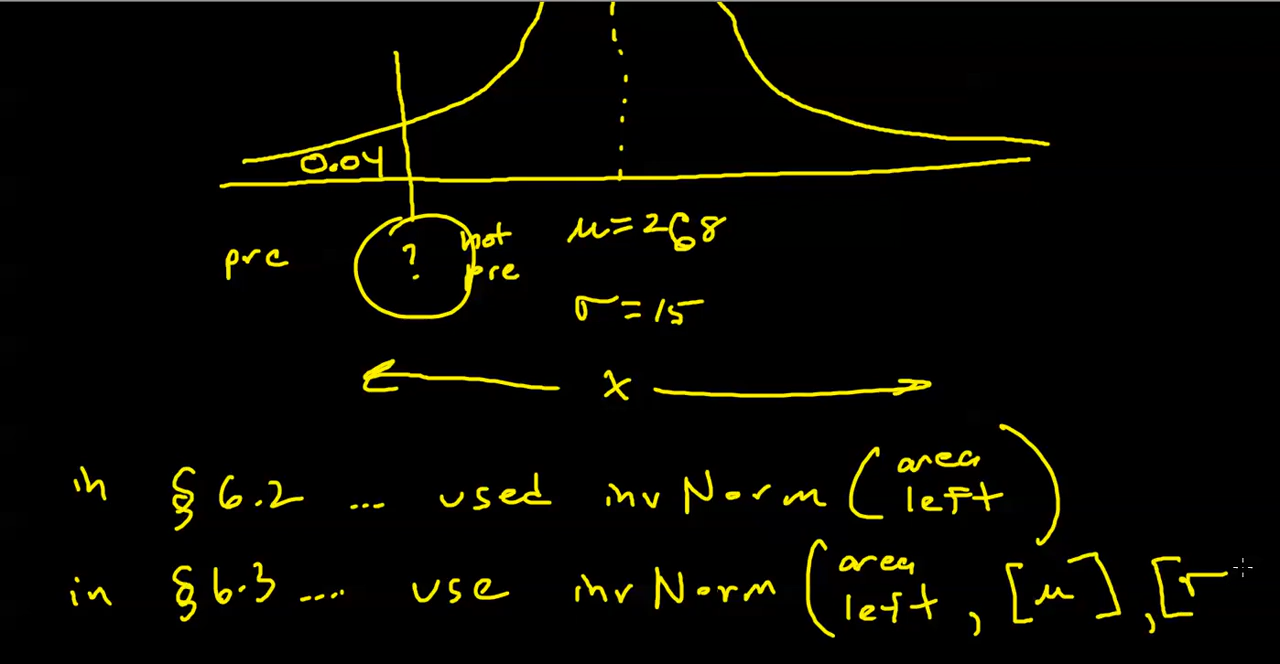 0.04
pre ? not pre μ=268
σ=15
x
in § 6.2 ... used invNorm (area left)
in § 6.3 .... use invNorm (area left, [μ], [σ